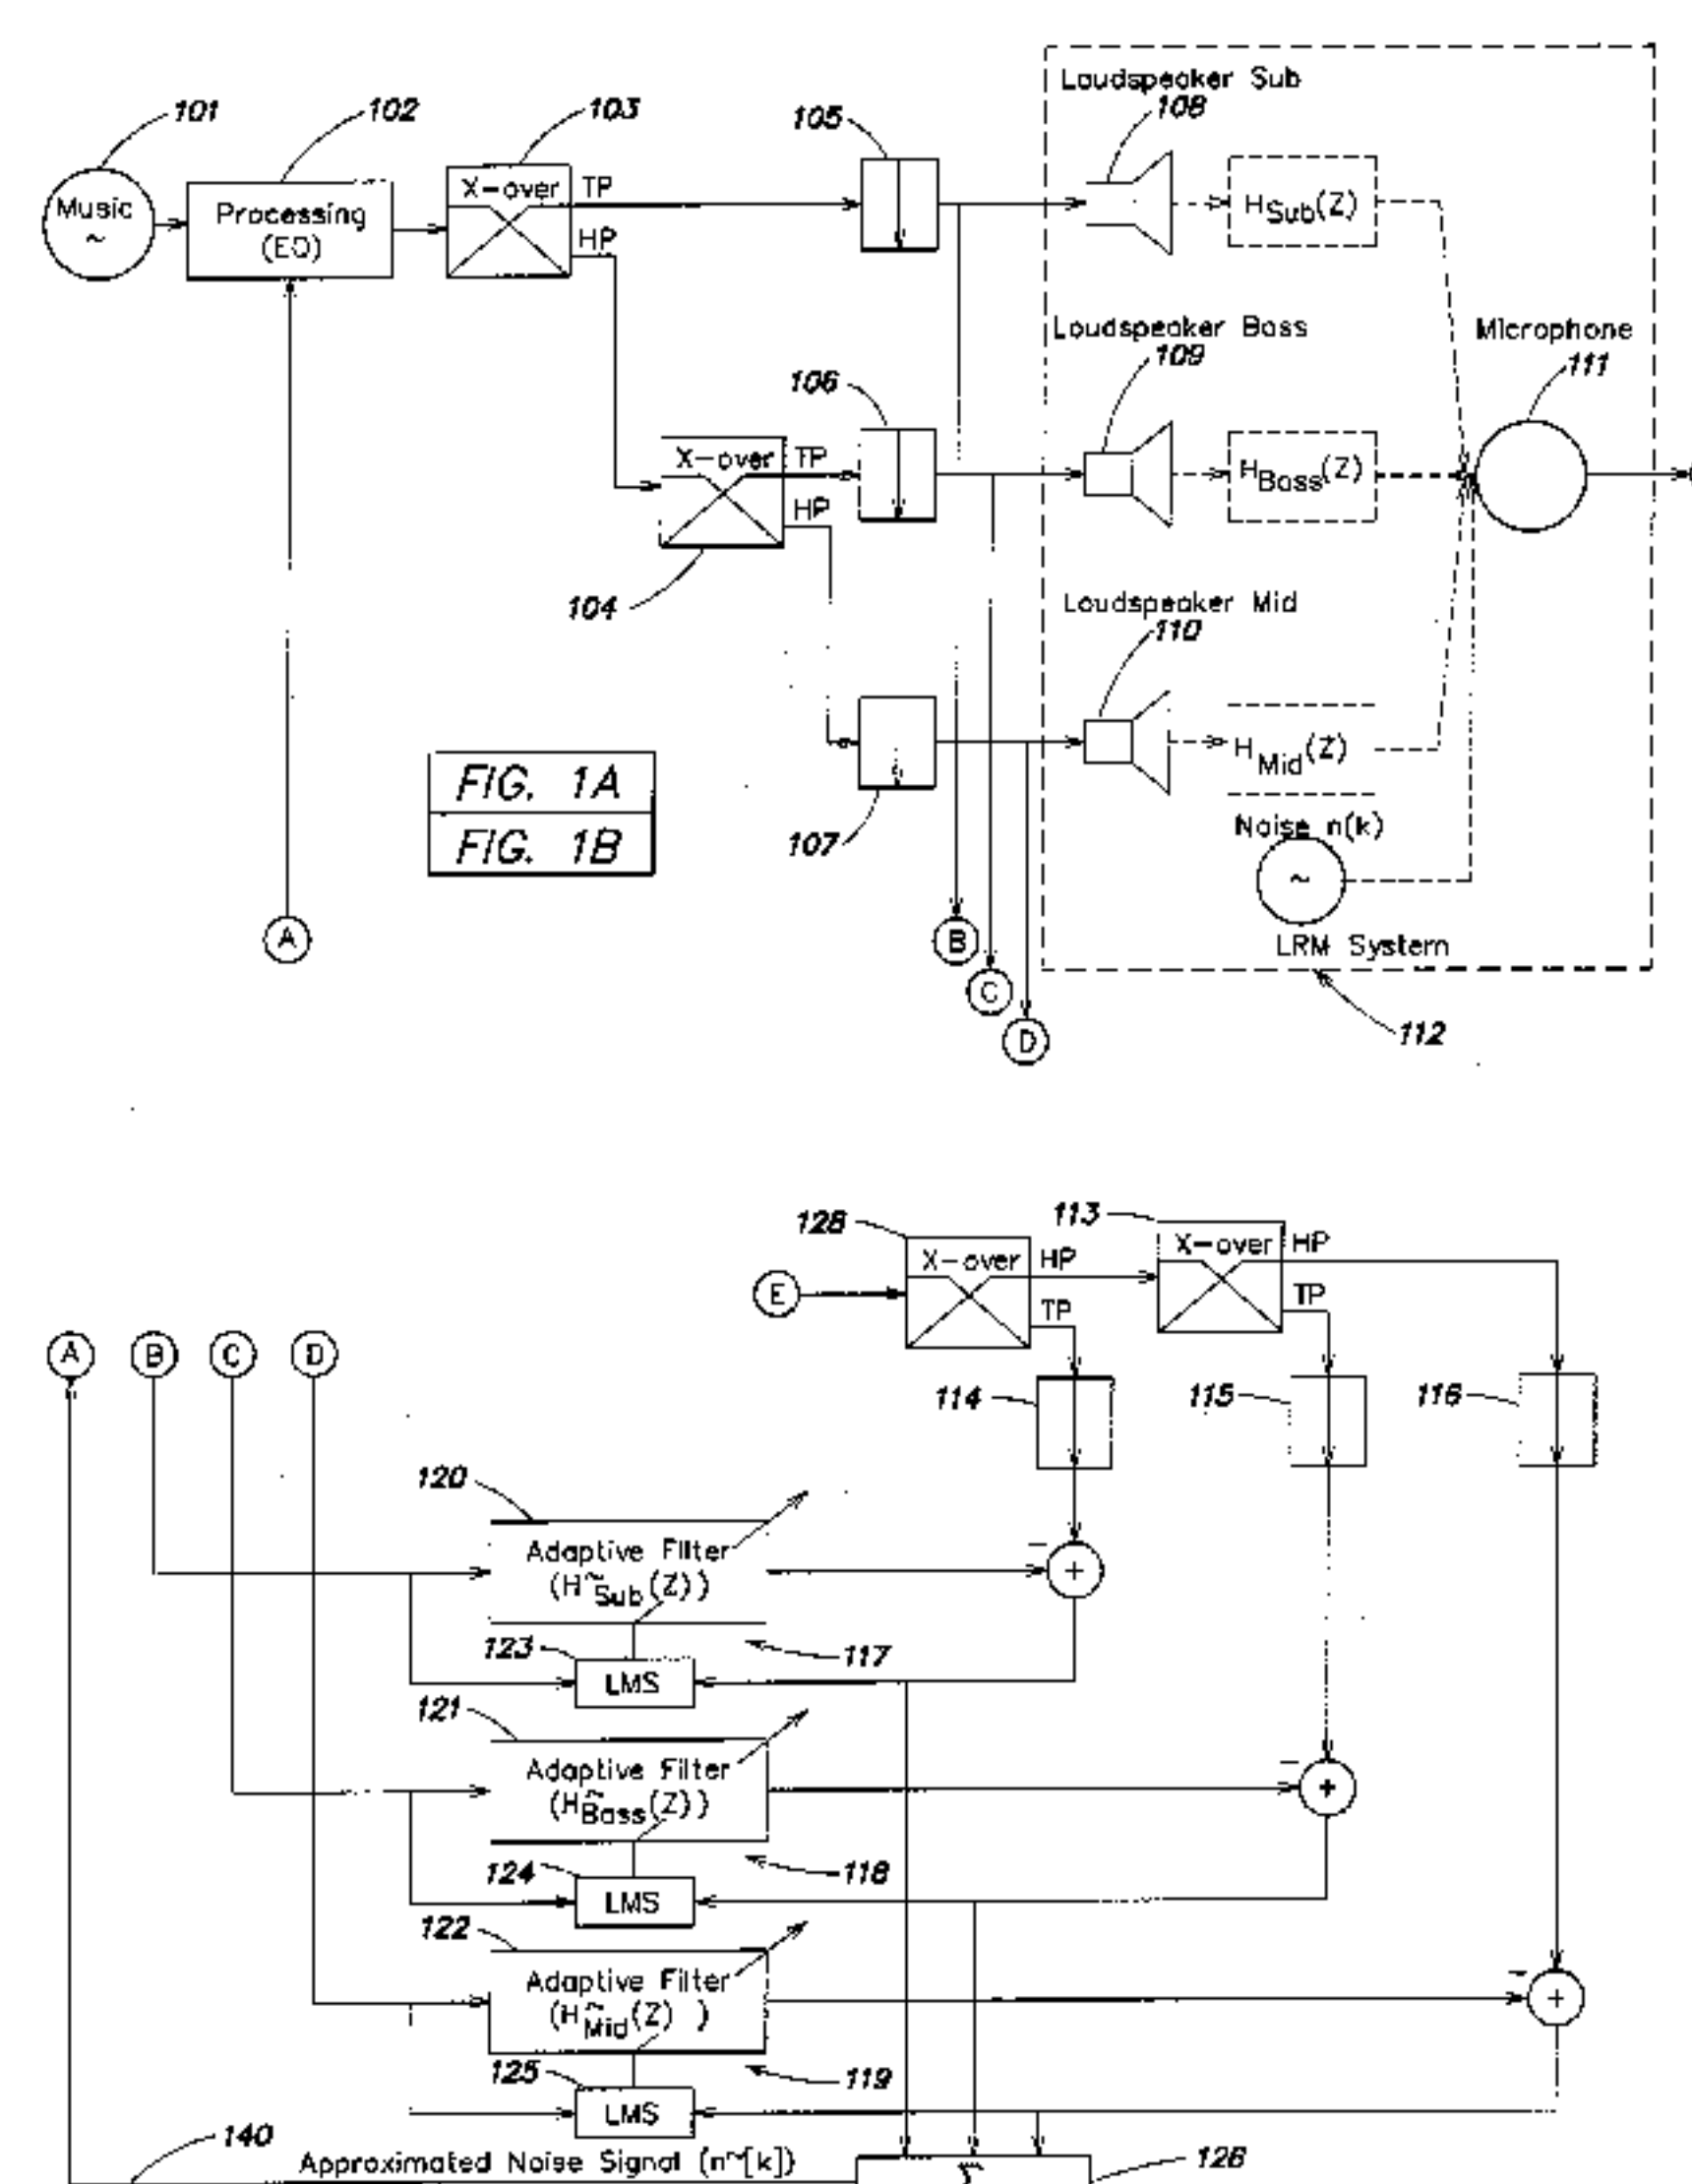 Loudspeaker Sub
101
102
103
105
108
Music
~
Processing
(EQ)
X-over
TP
HP
HSub(Z)
Loudspeaker Bass
109
Microphone
111
106
X-over
TP
HP
HBass(Z)
104
Loudspeaker Mid
110
HMid(Z)
107
FIG. 1A
FIG. 1B
Noise n(k)
~
LRM System
112
A
B
C
D
128
113
X-over
HP
TP
X-over
HP
TP
E
A
B
C
D
114
115
116
120
Adaptive Filter
(H~Sub(Z))
-
+
123
LMS
117
121
Adaptive Filter
(H~Bass(Z))
-
+
124
LMS
118
122
Adaptive Filter
(H~Mid(Z) )
-
+
125
LMS
119
140
Approximated Noise Signal (n~[k])
Σ
126